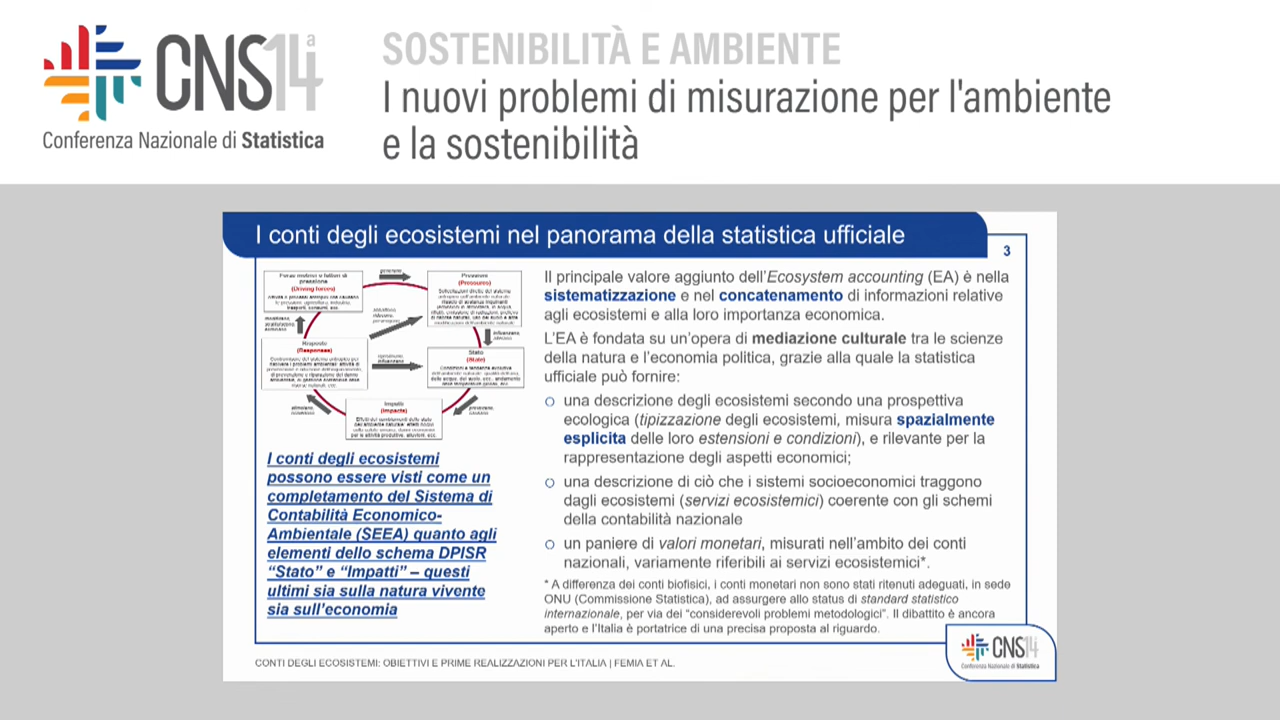 CNS14ª
Conferenza Nazionale di Statistica
SOSTENIBILITÀ E AMBIENTE
I nuovi problemi di misurazione per l'ambiente
e la sostenibilità
I conti degli ecosistemi nel panorama della statistica ufficiale
3
(Driving forces)
Pressioni
(Pressures)
Risposte
(Responses)
Stato
(State)
Impatti
(Impacts)
I conti degli ecosistemi
possono essere visti come un
completamento del Sistema di
Contabilità Economico-
Ambientale (SEEA) quanto agli
elementi dello schema DPISR
“Stato” e “Impatti” – questi
ultimi sia sulla natura vivente
sia sull’economia
Il principale valore aggiunto dell’Ecosystem accouring (EA) è nella
sistematizzazione e nel concatenamento di informazioni relative
agli ecosistemi e alla loro importanza economica.
L’EA è fondata su un’opera di mediazione culturale tra le scienze
della natura e l’economia politica, grazie alla quale la statistica
ufficiale può fornire:
una descrizione degli ecosistemi secondo una prospettiva
ecologica (tipizzazione degli ecosistemi, misura spazialmente
esplicita delle loro estensioni e condizioni), e rilevante per la
rappresentazione degli aspetti economici;
una descrizione di ciò che i sistemi socioeconomici traggono
dagli ecosistemi (servizi ecosistemici) coerente con gli schemi
della contabilità nazionale
un paniere di valori monetari, misurati nell’ambito dei conti
nazionali, variamente riferibili ai servizi ecosistemici*.
* A differenza dei conti biofisici, i conti monetari non sono stati ritenuti adeguati, in sede
ONU (Commissione Statistica), ad assurgere allo status di standard statistico
internazionale, per via dei “considerevoli problemi metodologici”. Il dibattito è ancora
aperto e l’Italia è portatrice di una precisa proposta al riguardo.
CONTI DEGLI ECOSISTEMI: OBIETTIVI E PRIME REALIZZAZIONI PER L’ITALIA | FEMIA ET AL.
CNS14
Conferenza Nazionale di Statistica